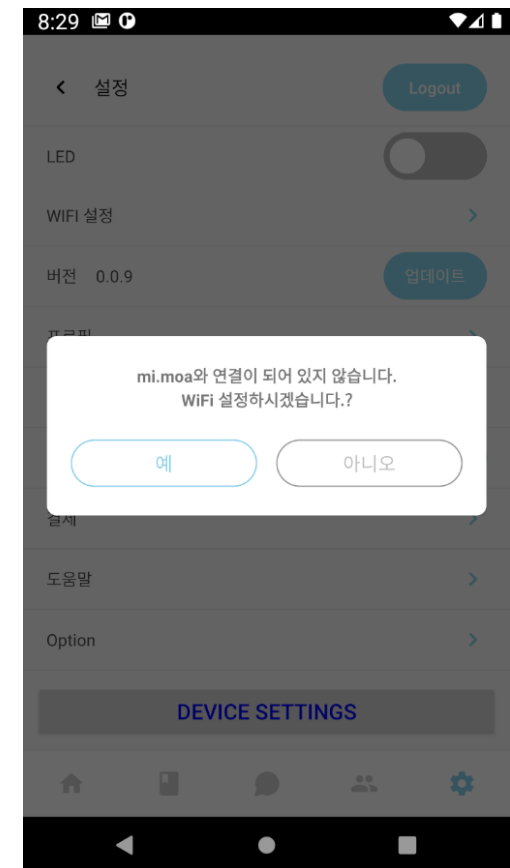 8:29
설정
Logout
LED
WIFI 설정
버전 0.0.9
업데이트
mi.moa와 연결이 되어 있지 않습니다.
WiFi 설정하시겠습니다.?
예
아니오
결제
도움말
Option
DEVICE SETTINGS